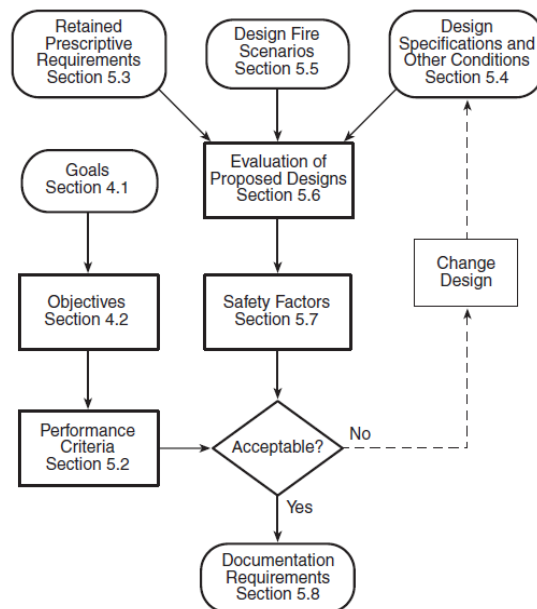 Retained
Prescriptive
Requirements
Section 5.3
Design Fire
Scenarios
Section 5.5
Design
Specifications and
Other Conditions
Section 5.4
Goals
Section 4.1
Evaluation of
Proposed Designs
Section 5.6
Change
Design
Objectives
Section 4.2
Safety Factors
Section 5.7
Performance
Criteria
Section 5.2
Acceptable?
No
Yes
Documentation
Requirements
Section 5.8